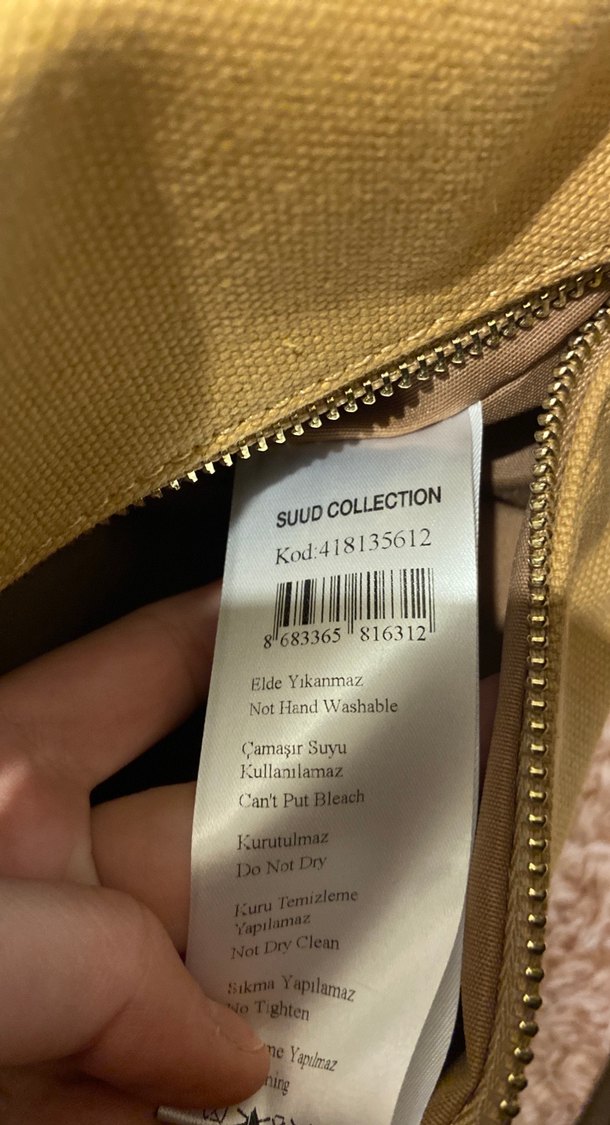 SUUD COLLECTION
Kod:418135612
8 683365 816312
Elde Yıkanmaz
Not Hand Washable
Çamaşır Suyu
Kullanılamaz
Can't Put Bleach
Kurutulmaz
Do Not Dry
Kuru Temizleme
Yapılamaz
Not Dry Clean
Sıkma Yapılamaz
No Tighten
Yapılmaz